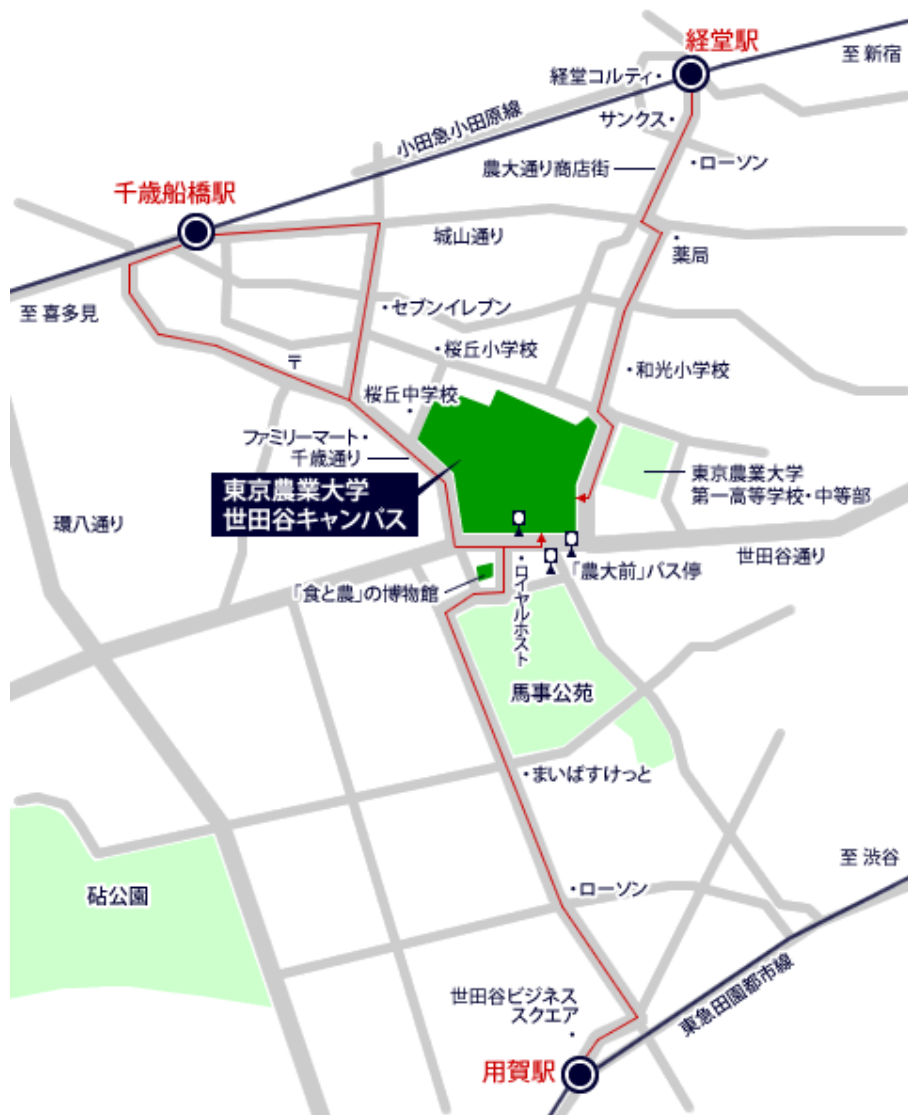 経堂駅
至 新宿
経堂コルティ・
サンクス・
小田急小田原線
・ローソン
農大通り商店街
千歳船橋駅
城山通り
・薬局
至 喜多見
・セブンイレブン
・桜丘小学校
〒
・和光小学校
桜丘中学校
ファミリーマート・
千歳通り
東京農業大学
第一高等学校・中等部
東京農業大学
世田谷キャンパス
環八通り
世田谷通り
「農大前」バス停
・ロイヤルホスト
「食と農」の博物館
馬事公苑
・まいばすけっと
至 渋谷
砧公園
・ローソン
東急田園都市線
世田谷ビジネス
スクエア
用賀駅